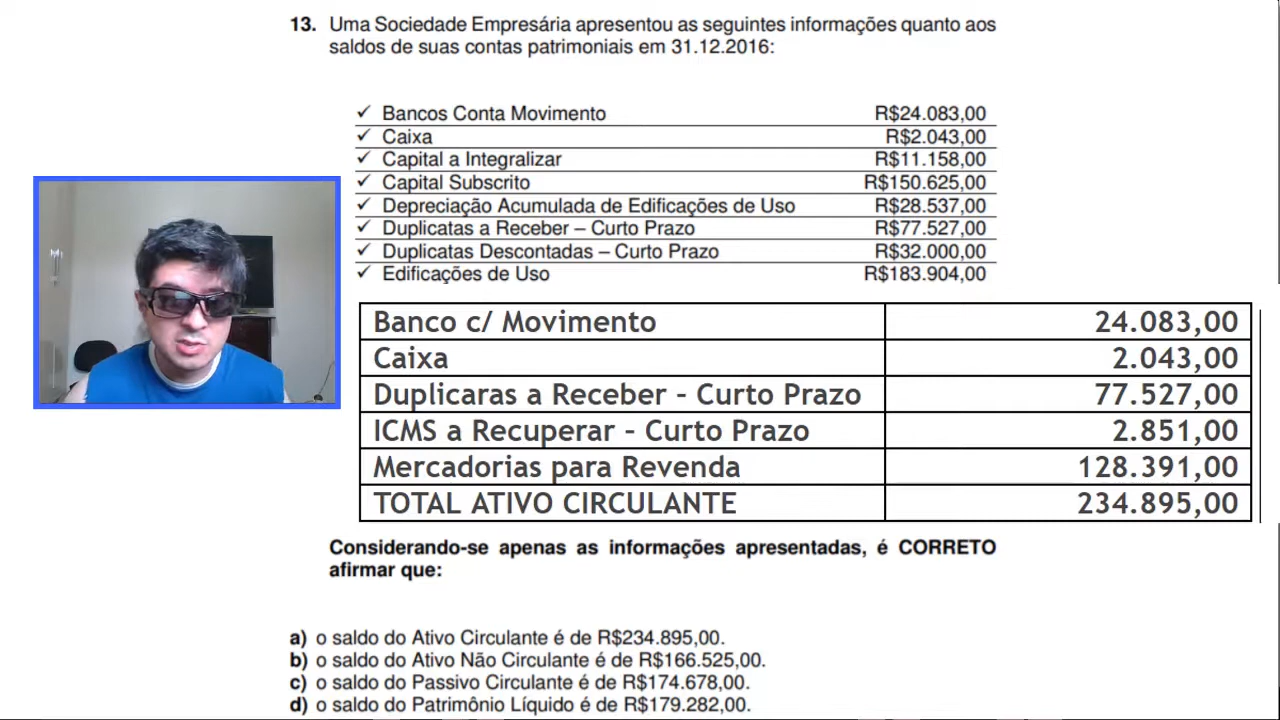 13. Uma Sociedade Empresária apresentou as seguintes informações quanto aos
saldos de suas contas patrimoniais em 31.12.2016:
✓ Bancos Conta Movimento R$24.083,00
✓ Caixa R$2.043,00
✓ Capital a Integralizar R$11.158,00
✓ Capital Subscrito R$150.625,00
✓ Depreciação Acumulada de Edificações de Uso R$28.537,00
✓ Duplicatas a Receber – Curto Prazo R$77.527,00
✓ Duplicatas Descontadas – Curto Prazo R$32.000,00
✓ Edificações de Uso R$183.904,00
Banco c/ Movimento 24.083,00
Caixa 2.043,00
Duplicaras a Receber – Curto Prazo 77.527,00
ICMS a Recuperar – Curto Prazo 2.851,00
Mercadorias para Revenda 128.391,00
TOTAL ATIVO CIRCULANTE 234.895,00
Considerando-se apenas as informações apresentadas, é CORRETO
afirmar que:
a) o saldo do Ativo Circulante é de R$234.895,00.
b) o saldo do Ativo Não Circulante é de R$166.525,00.
c) o saldo do Passivo Circulante é de R$174.678,00.
d) o saldo do Patrimônio Líquido é de R$179.282,00.